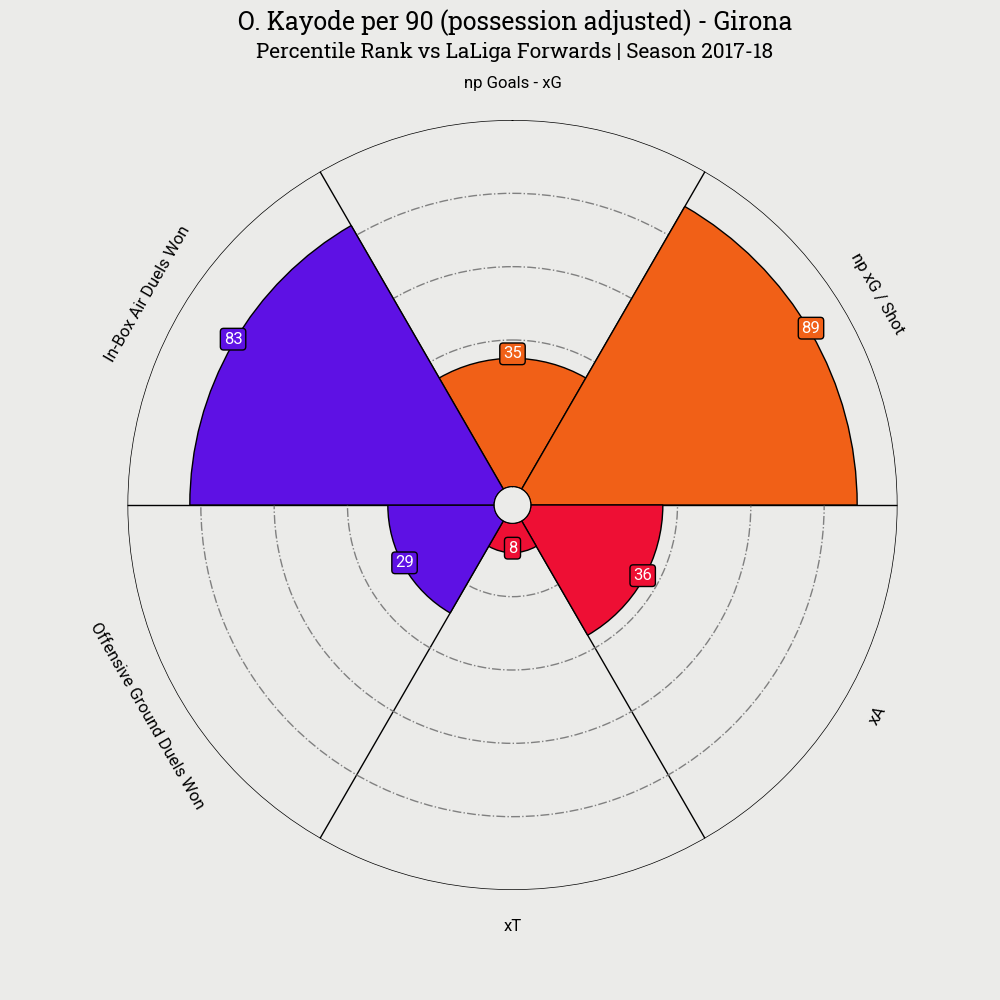 O. Kayode per 90 (possession adjusted) - Girona
Percentile Rank vs LaLiga Forwards | Season 2017-18
np Goals - xG
In-Box Air Duels Won
np xG / Shot
83
89
35
29
8
36
Offensive Ground Duels Won
xA
xT